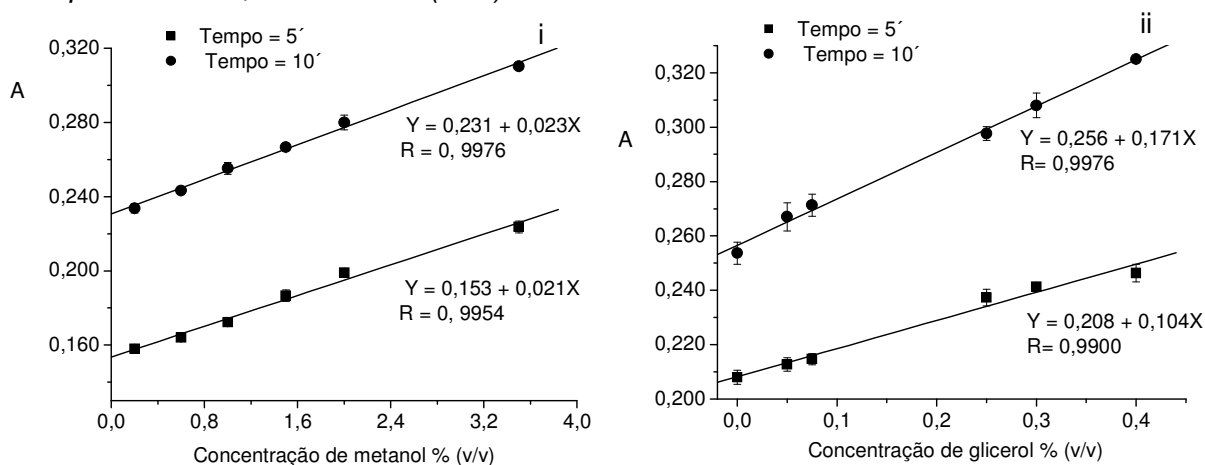 i
Tempo = 5´
Tempo = 10´
A
0,320
0,280
0,240
0,200
0,160
Y = 0,231 + 0,023X
R = 0, 9976
Y = 0,153 + 0,021X
R = 0, 9954
0,0 0,8 1,6 2,4 3,2 4,0
Concentração de metanol % (v/v)
ii
Tempo = 5´
Tempo = 10´
A
0,320
0,300
0,280
0,260
0,240
0,220
0,200
Y = 0,256 + 0,171X
R= 0,9976
Y = 0,208 + 0,104X
R= 0,9900
0,0 0,1 0,2 0,3 0,4
Concentração de glicerol % (v/v)